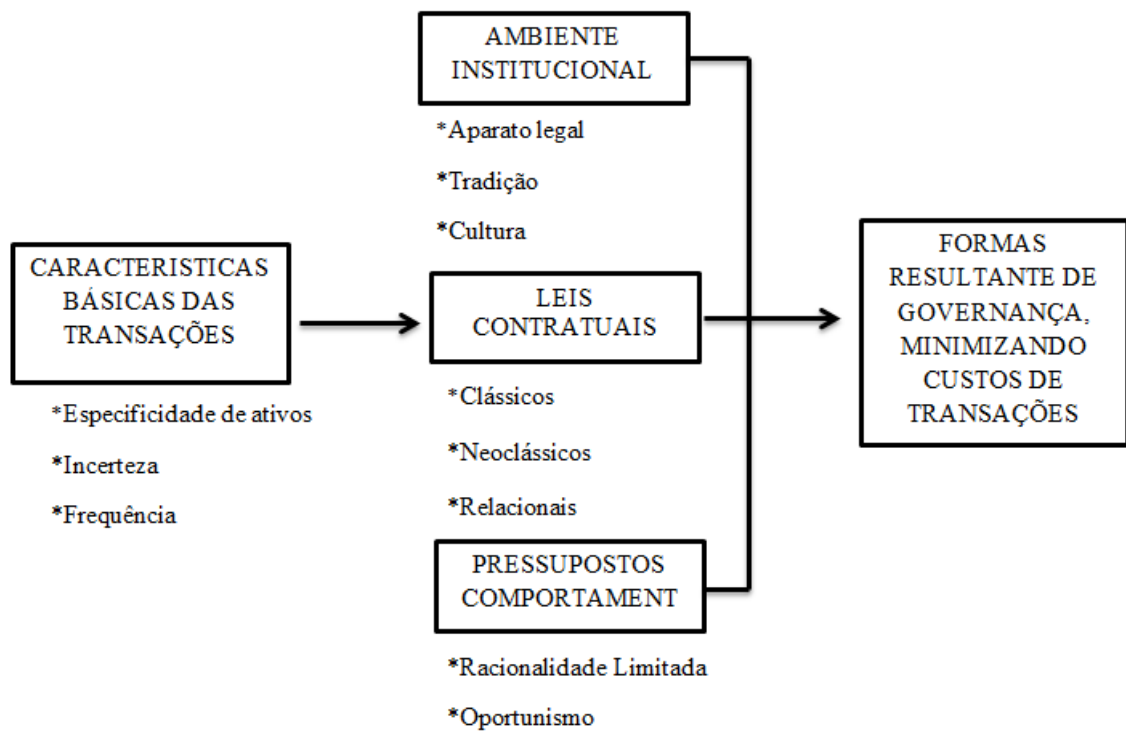 AMBIENTE
INSTITUCIONAL
*Aparato legal
*Tradição
*Cultura
CARACTERISTICAS
BÁSICAS DAS
TRANSAÇÕES
*Especificidade de ativos
*Incerteza
*Frequência
LEIS
CONTRATUAIS
*Clássicos
*Neoclássicos
*Relacionais
PRESSUPOSTOS
COMPORTAMENT
*Racionalidade Limitada
*Oportunismo
FORMAS
RESULTANTE DE
GOVERNANÇA,
MINIMIZANDO
CUSTOS DE
TRANSAÇÕES